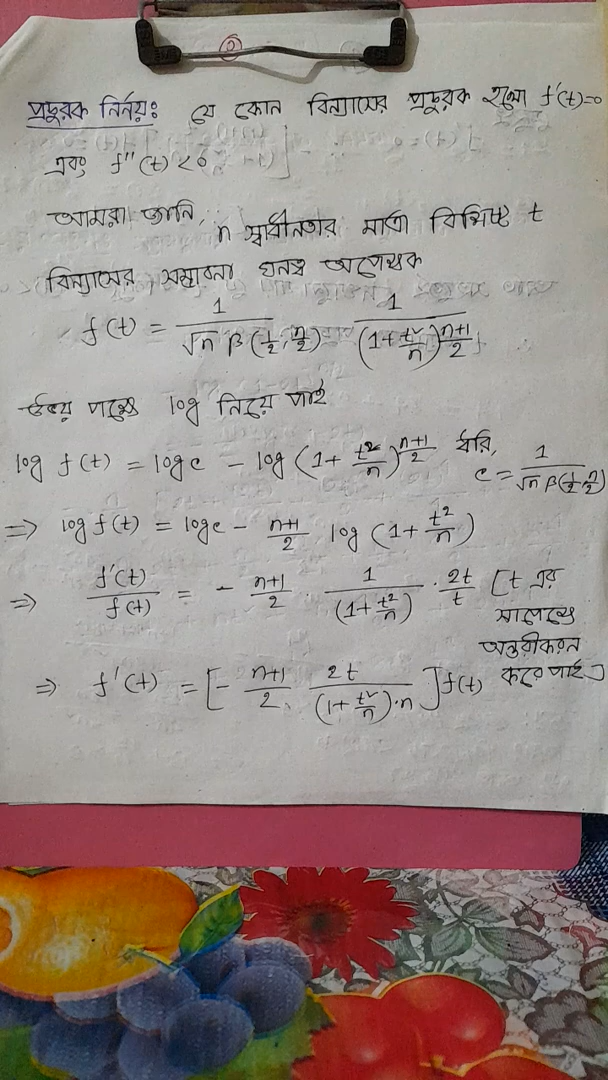 ২
প্রচুরক নির্নয়ঃ যে কোন বিন্যাসের প্রচুরক হলো f'(t)=0
এবং f''(t) < 0
আমরা জানি, n স্বাধীনতার মাত্রা বিশিষ্ট t
বিন্যাসের সম্ভাবনা ঘনত্ব অপেক্ষক
f(t) = 1/(√n β(1/2, n/2)) 1/(1+t²/n)^((n+1)/2)
উভয় পক্ষে log নিয়ে পাই
log f(t) = log c - log (1+ t²/n)^((n+1)/2) ধরি, c = 1/(√n β(1/2, n/2))
=> log f(t) = log c - (n+1)/2 log (1+ t²/n)
=> f'(t)/f(t) = - (n+1)/2 · 1/(1+t²/n) · 2t/t [t এর
সাপেক্ষে
অন্তরীকরন
করে পাই]
=> f'(t) = [- (n+1)/2 · 2t/((1+t²/n)·n)] f(t)